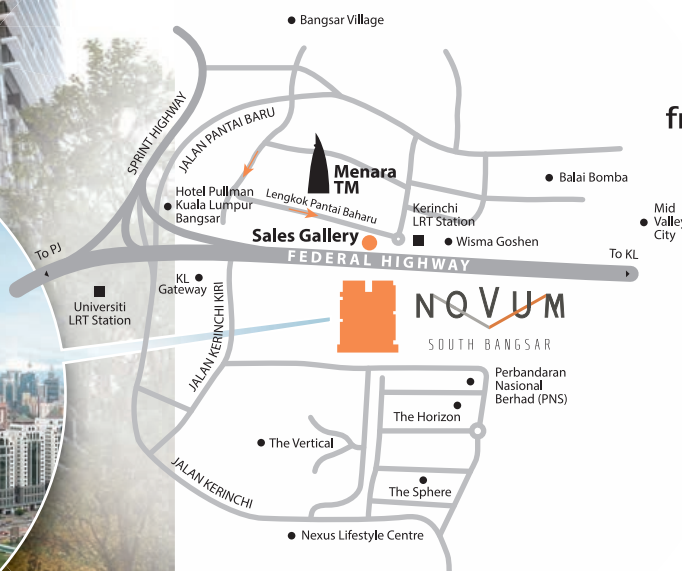 Bangsar Village
fr
SPRINT HIGHWAY
JALAN PANTAI BARU
Menara
TM
Balai Bomba
Hotel Pullman
Kuala Lumpur
Bangsar
Lengkok Pantai Baharu
Kerinchi
LRT Station
Mid
Valley
City
Sales Gallery
Wisma Goshen
To PJ
FEDERAL HIGHWAY
To KL
KL
Gateway
Universiti
LRT Station
JALAN KERINCHI KIRI
NOVUM
SOUTH BANGSAR
Perbandaran
Nasional
Berhad (PNS)
The Horizon
The Vertical
JALAN KERINCHI
The Sphere
Nexus Lifestyle Centre